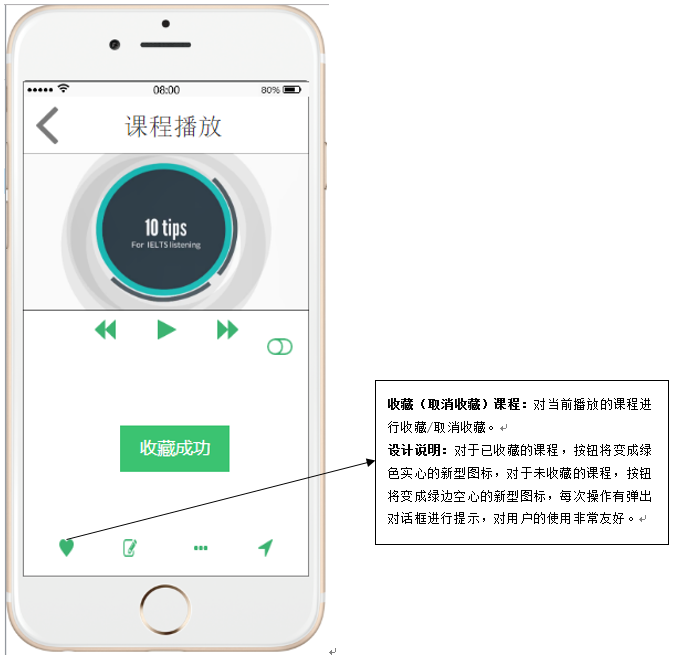 08:00
80%
课程播放
10 tips
For IELTS listening
收藏成功
收藏（取消收藏）课程：对当前播放的课程进
行收藏/取消收藏。
设计说明：对于已收藏的课程，按钮将变成绿
色实心的新型图标，对于未收藏的课程，按钮
将变成绿边空心的新型图标，每次操作有弹出
对话框进行提示，对用户的使用非常友好。